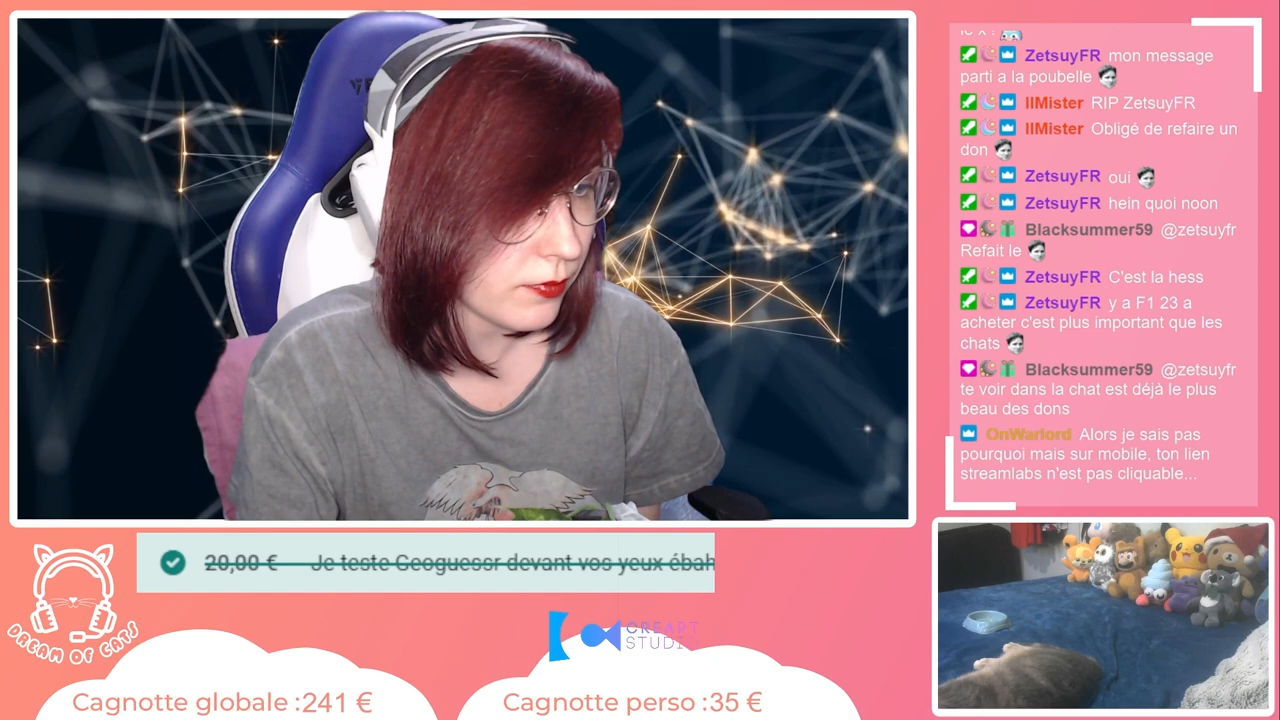 ZetsuyFR mon message
parti a la poubelle
IIMister RIP ZetsuyFR
IIMister Obligé de refaire un
don
ZetsuyFR oui
ZetsuyFR hein quoi noon
Blacksummer59 @zetsuyfr
Refait le
ZetsuyFR C'est la hess
ZetsuyFR y a F1 23 a
acheter c'est plus important que les
chats
Blacksummer59 @zetsuyfr
te voir dans la chat est déjà le plus
beau des dons
OnWarlord Alors je sais pas
pourquoi mais sur mobile, ton lien
streamlabs n'est pas cliquable...
20,00 € Je teste Geoguessr devant vos yeux ébah
DREAM OF CATS
CREART
STUDIO
Cagnotte globale :241 €
Cagnotte perso :35 €